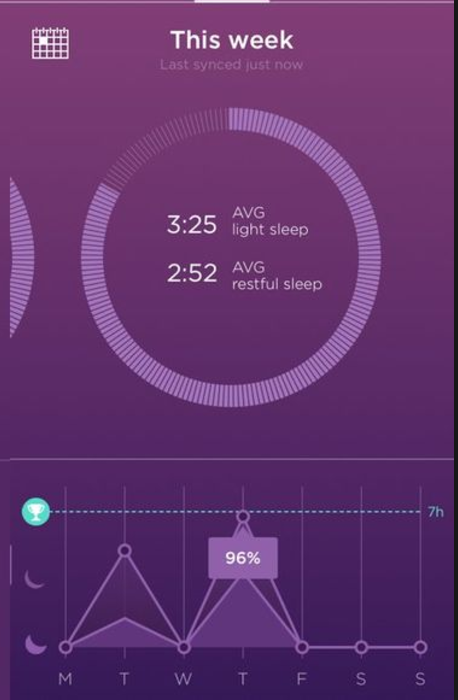 This week
Last synced just now
3:25 AVG
light sleep
2:52 AVG
restful sleep
7h
96%
M T W T F S S